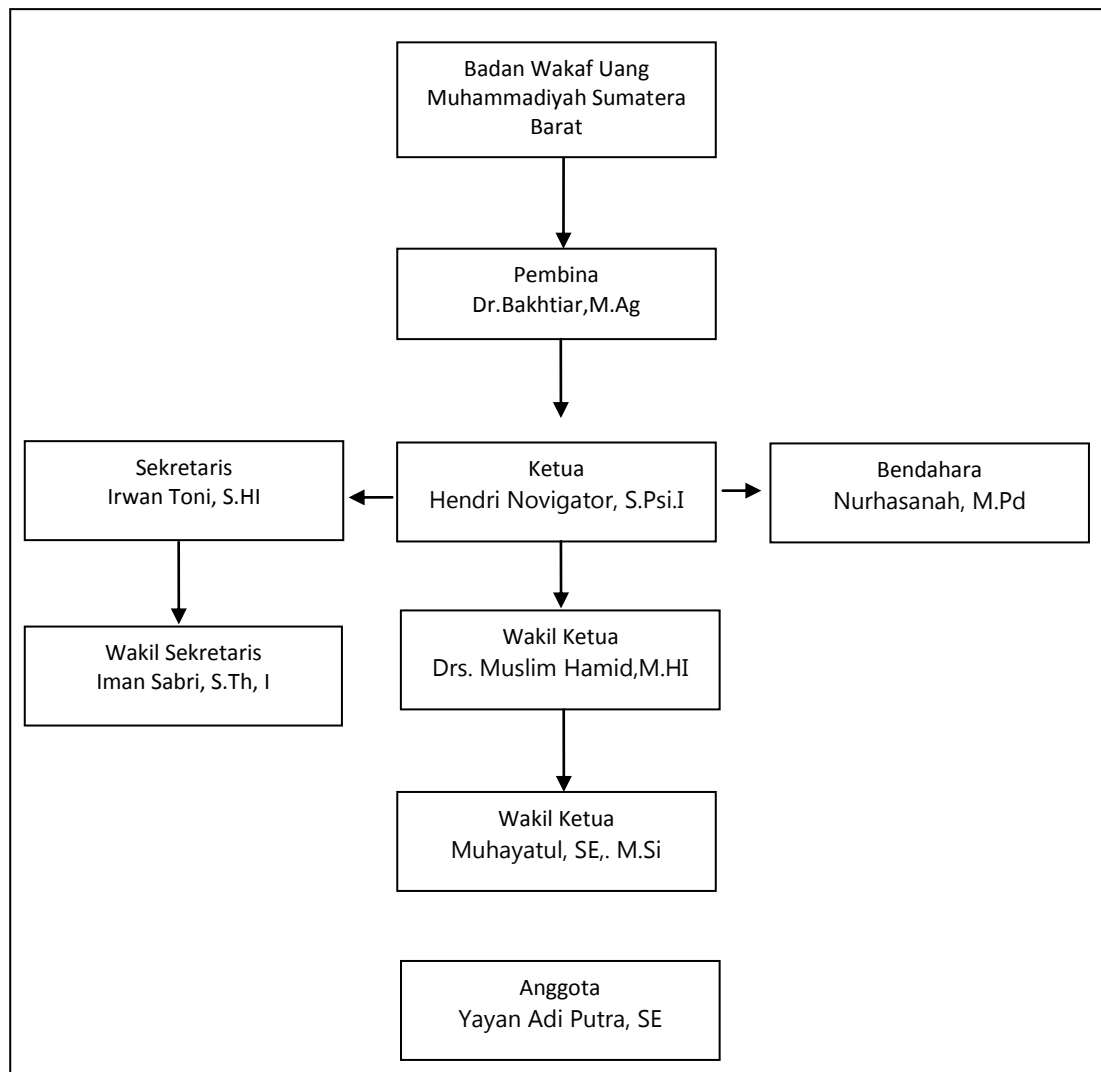 Badan Wakaf Uang
Muhammadiyah Sumatera
Barat
Pembina
Dr.Bakhtiar,M.Ag
Sekretaris
Irwan Toni, S.HI
Ketua
Hendri Novigator, S.Psi.I
Bendahara
Nurhasanah, M.Pd
Wakil Sekretaris
Iman Sabri, S.Th, I
Wakil Ketua
Drs. Muslim Hamid,M.HI
Wakil Ketua
Muhayatul, SE,. M.Si
Anggota
Yayan Adi Putra, SE